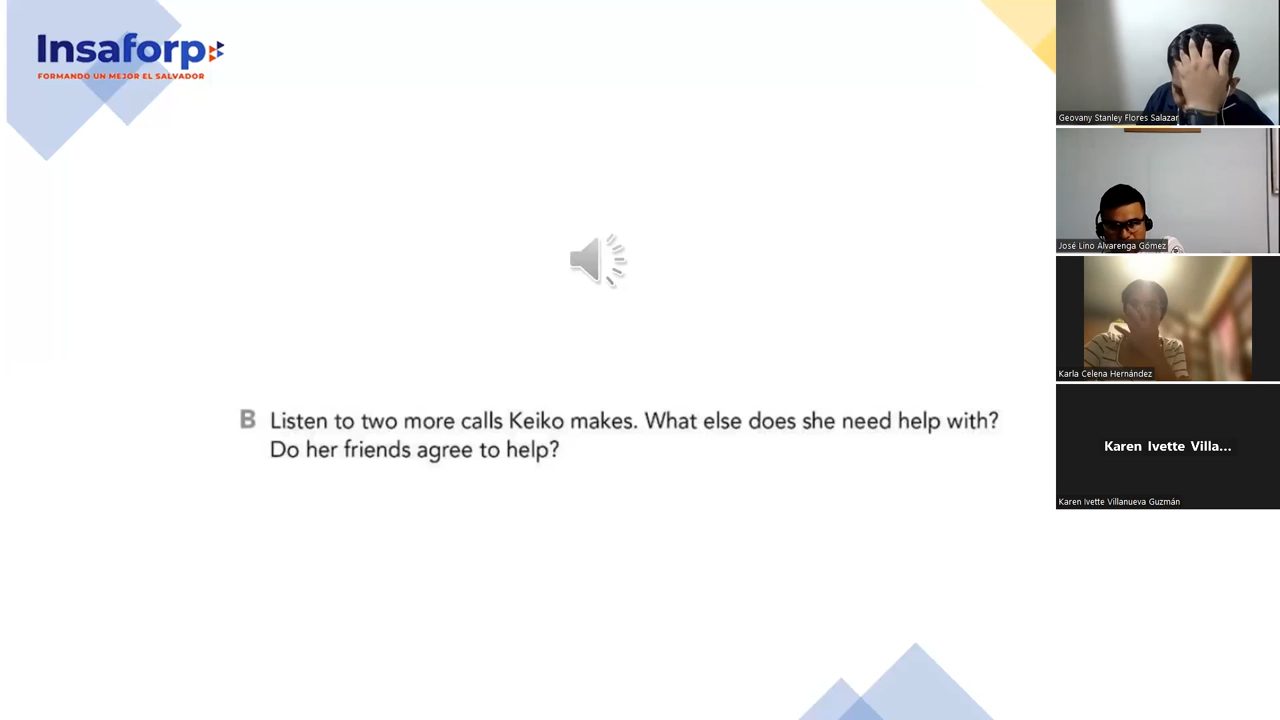 Insaforp
FORMANDO UN MEJOR EL SALVADOR
B Listen to two more calls Keiko makes. What else does she need help with?
Do her friends agree to help?
Geovany Stanley Flores Salazar
José Lino Alvarenga Gómez
Karla Celena Hernández
Karen Ivette Villa...
Karen Ivette Villanueva Guzmán